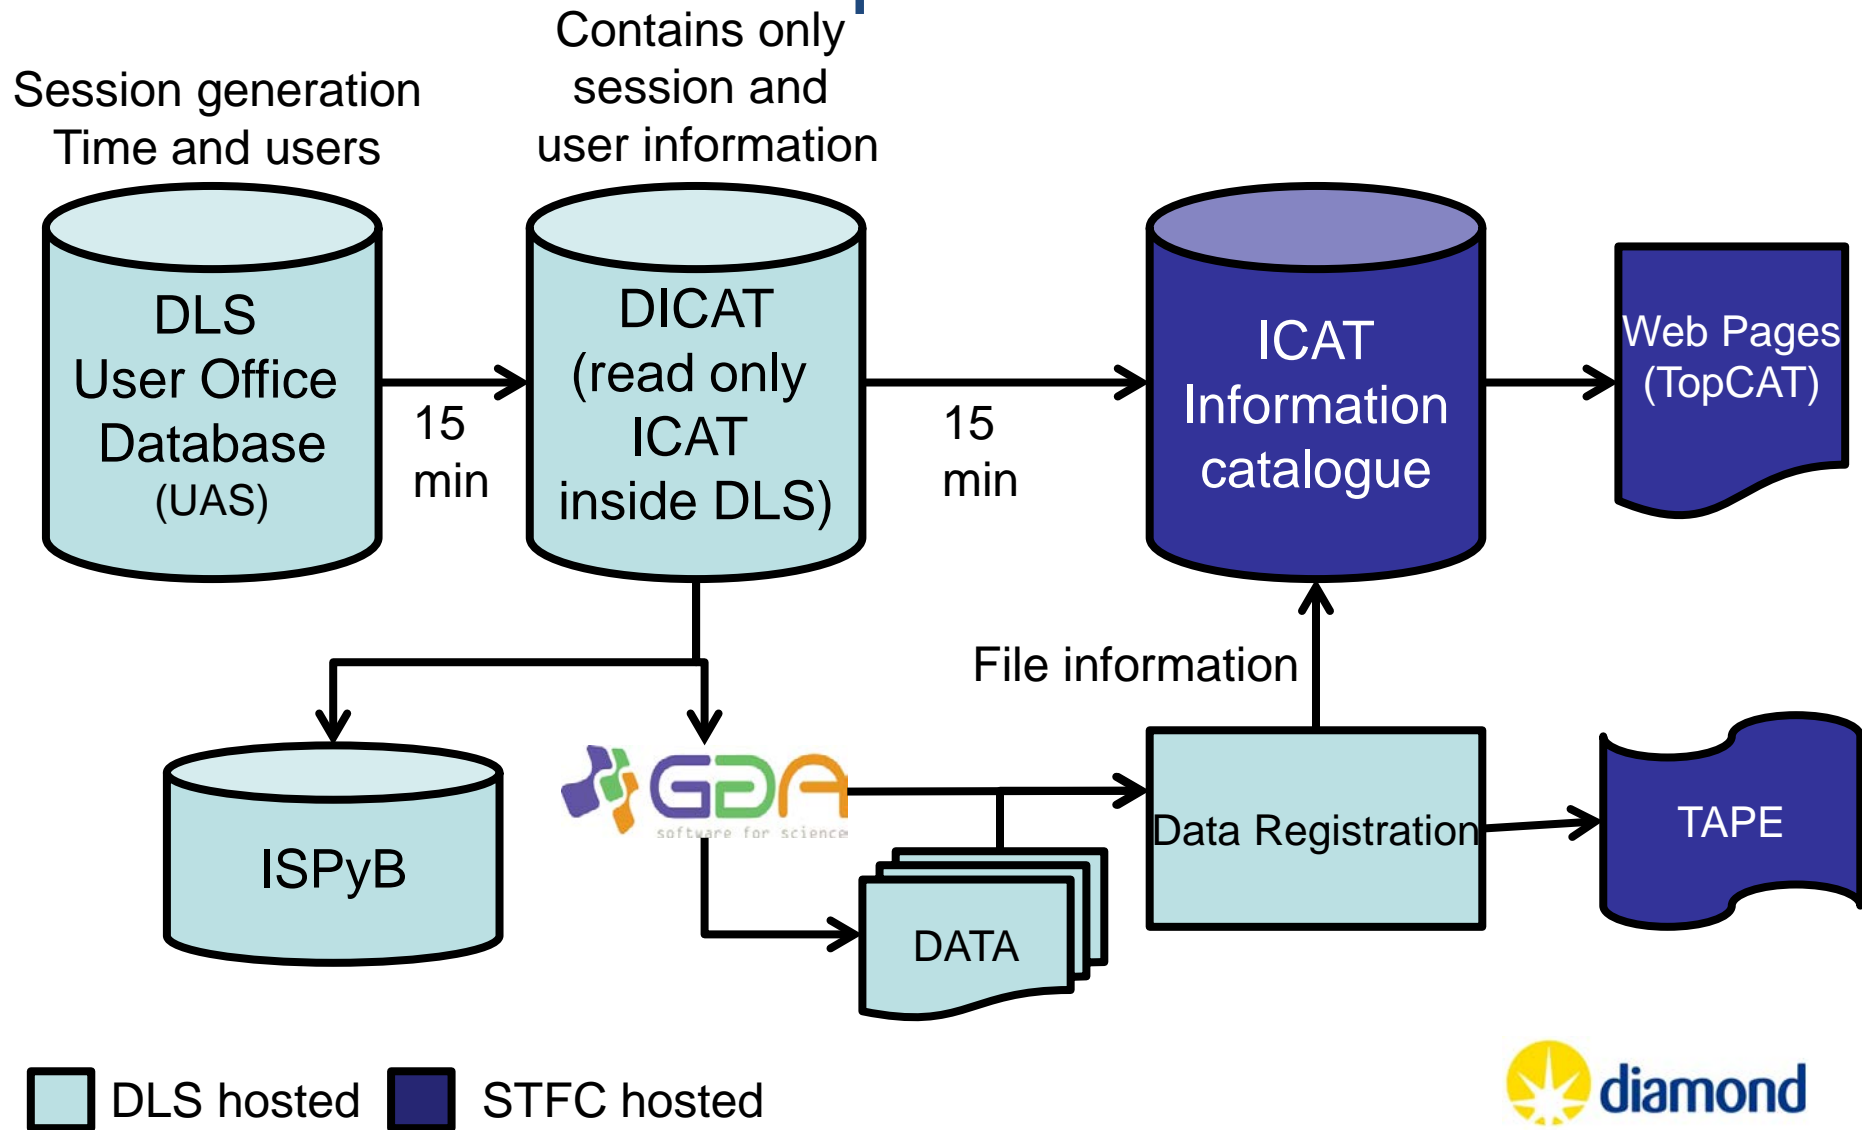 Contains only
session and
user information
Session generation
Time and users
DLS
User Office
Database
(UAS)
15
min
DICAT
(read only
ICAT
inside DLS)
15
min
ICAT
Information
catalogue
Web Pages
(TopCAT)
File information
ISPyB
GDA
software for science
DATA
Data Registration
TAPE
DLS hosted
STFC hosted
diamond